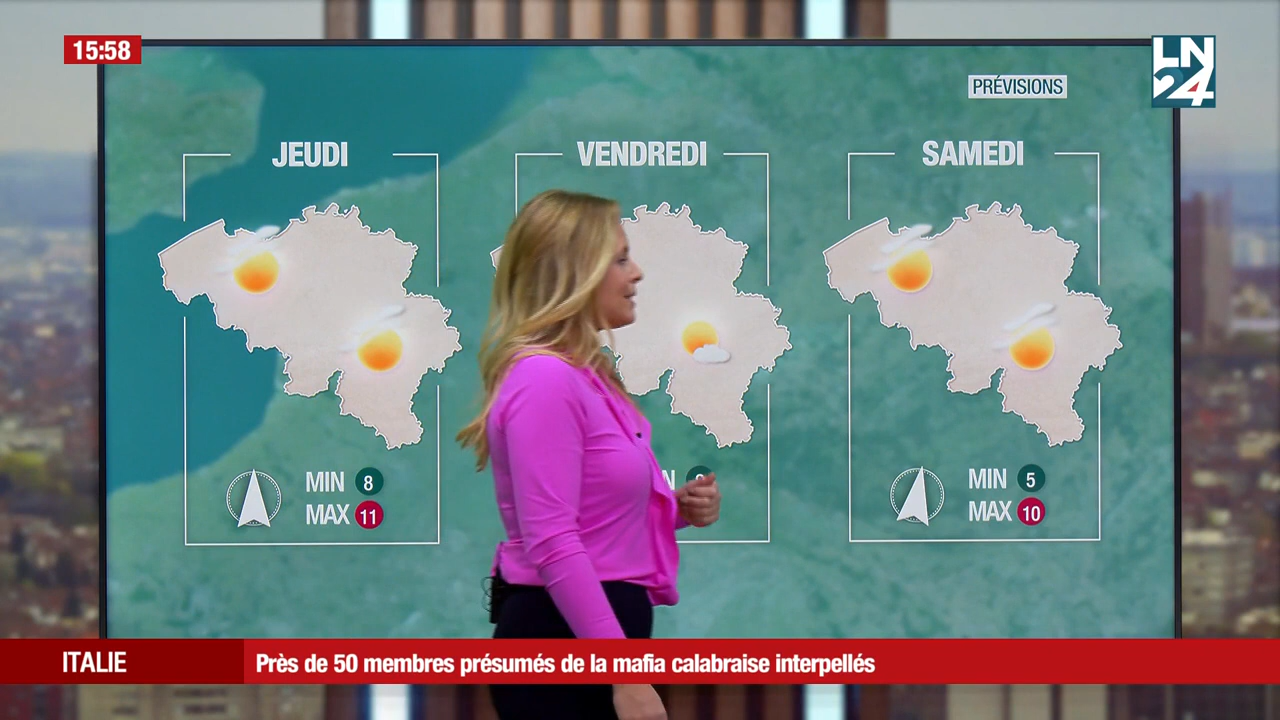 15:58
LN
24
PRÉVISIONS
JEUDI
VENDREDI
SAMEDI
MIN 8
MAX 11
MIN 5
MAX 10
ITALIE
Près de 50 membres présumés de la mafia calabraise interpellés